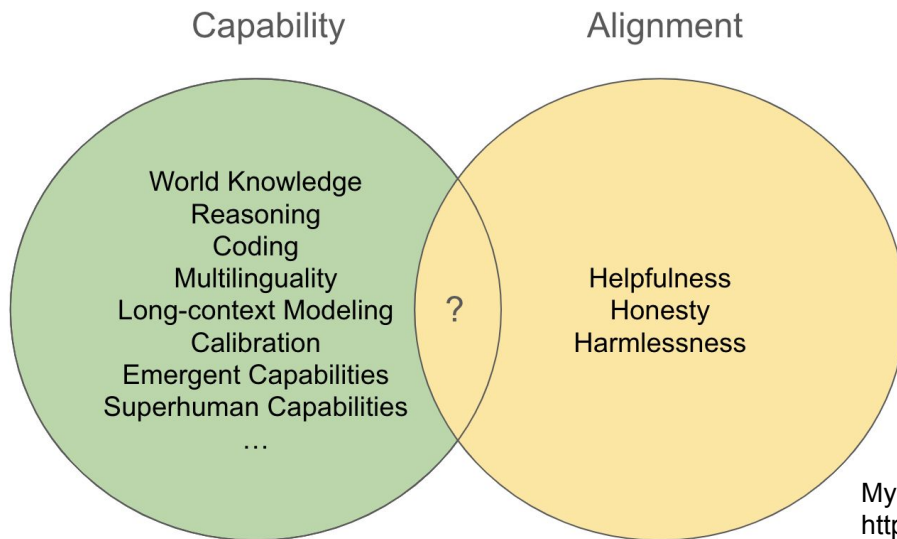 Capability
Alignment
World Knowledge
Reasoning
Coding
Multilinguality
Long-context Modeling
Calibration
Emergent Capabilities
Superhuman Capabilities
…
?
Helpfulness
Honesty
Harmlessness
My
http